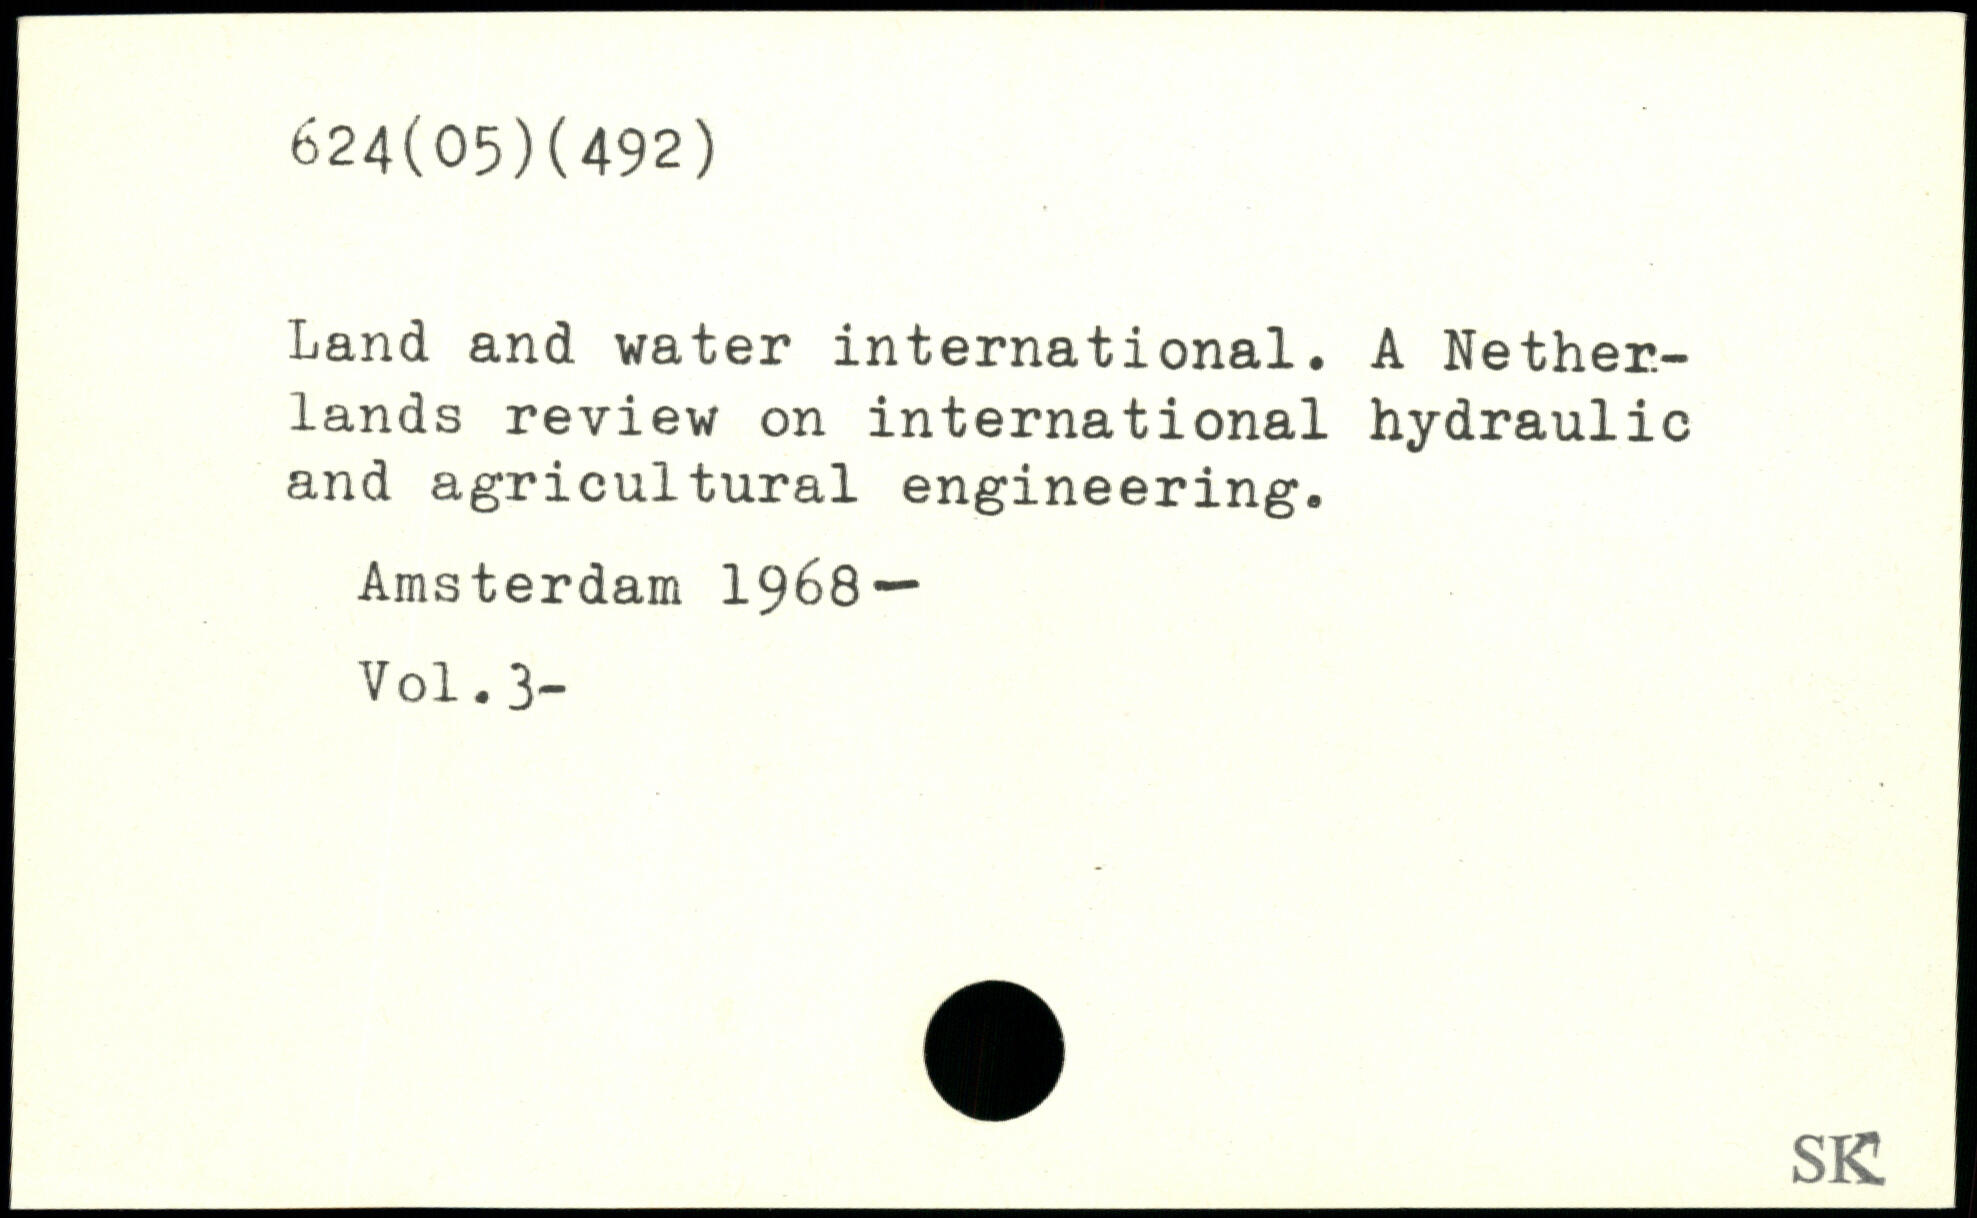 624(05)(492)
Land and water international. A Nether-
lands review on international hydraulic
and agricultural engineering.
Amsterdam 1968—
Vol.3-
SK